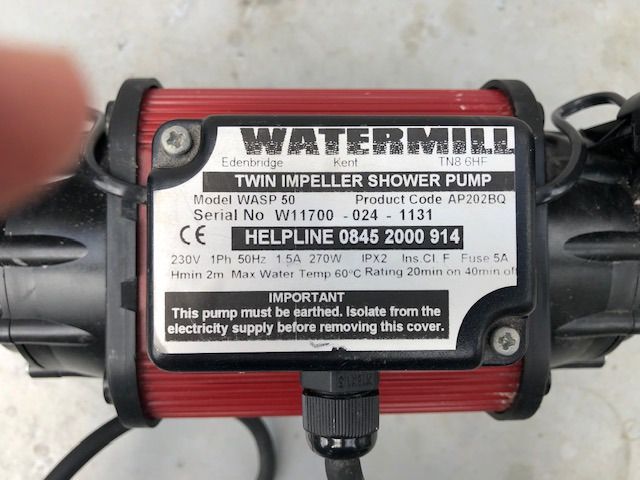 WATERMILL
Edenbridge Kent TN8 6HF
TWIN IMPELLER SHOWER PUMP
Model WASP 50 Product Code AP202BQ
Serial No W11700 - 024 - 1131
CE HELPLINE 0845 2000 914
230V 1Ph 50Hz 1.5A 270W IPX2 Ins.Cl.F Fuse 5A
Hmin 2m Max Water Temp 60°C Rating 20min on 40min off
IMPORTANT
This pump must be earthed. Isolate from the
electricity supply before removing this cover.